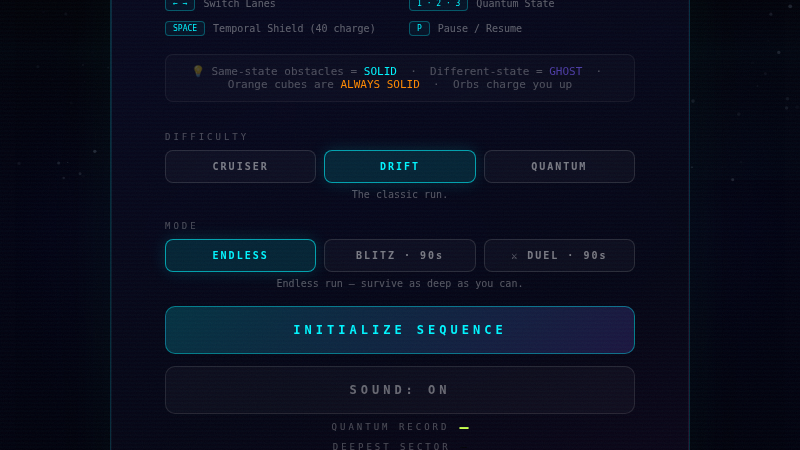 ← → Switch Lanes 1 · 2 · 3 Quantum State
SPACE Temporal Shield (40 charge) P Pause / Resume
💡 Same-state obstacles = SOLID · Different-state = GHOST ·
Orange cubes are ALWAYS SOLID · Orbs charge you up
DIFFICULTY
CRUISER DRIFT QUANTUM
The classic run.
MODE
ENDLESS BLITZ · 90s ⚔ DUEL · 90s
Endless run — survive as deep as you can.
INITIALIZE SEQUENCE
SOUND: ON
QUANTUM RECORD —
DEEPEST SECTOR